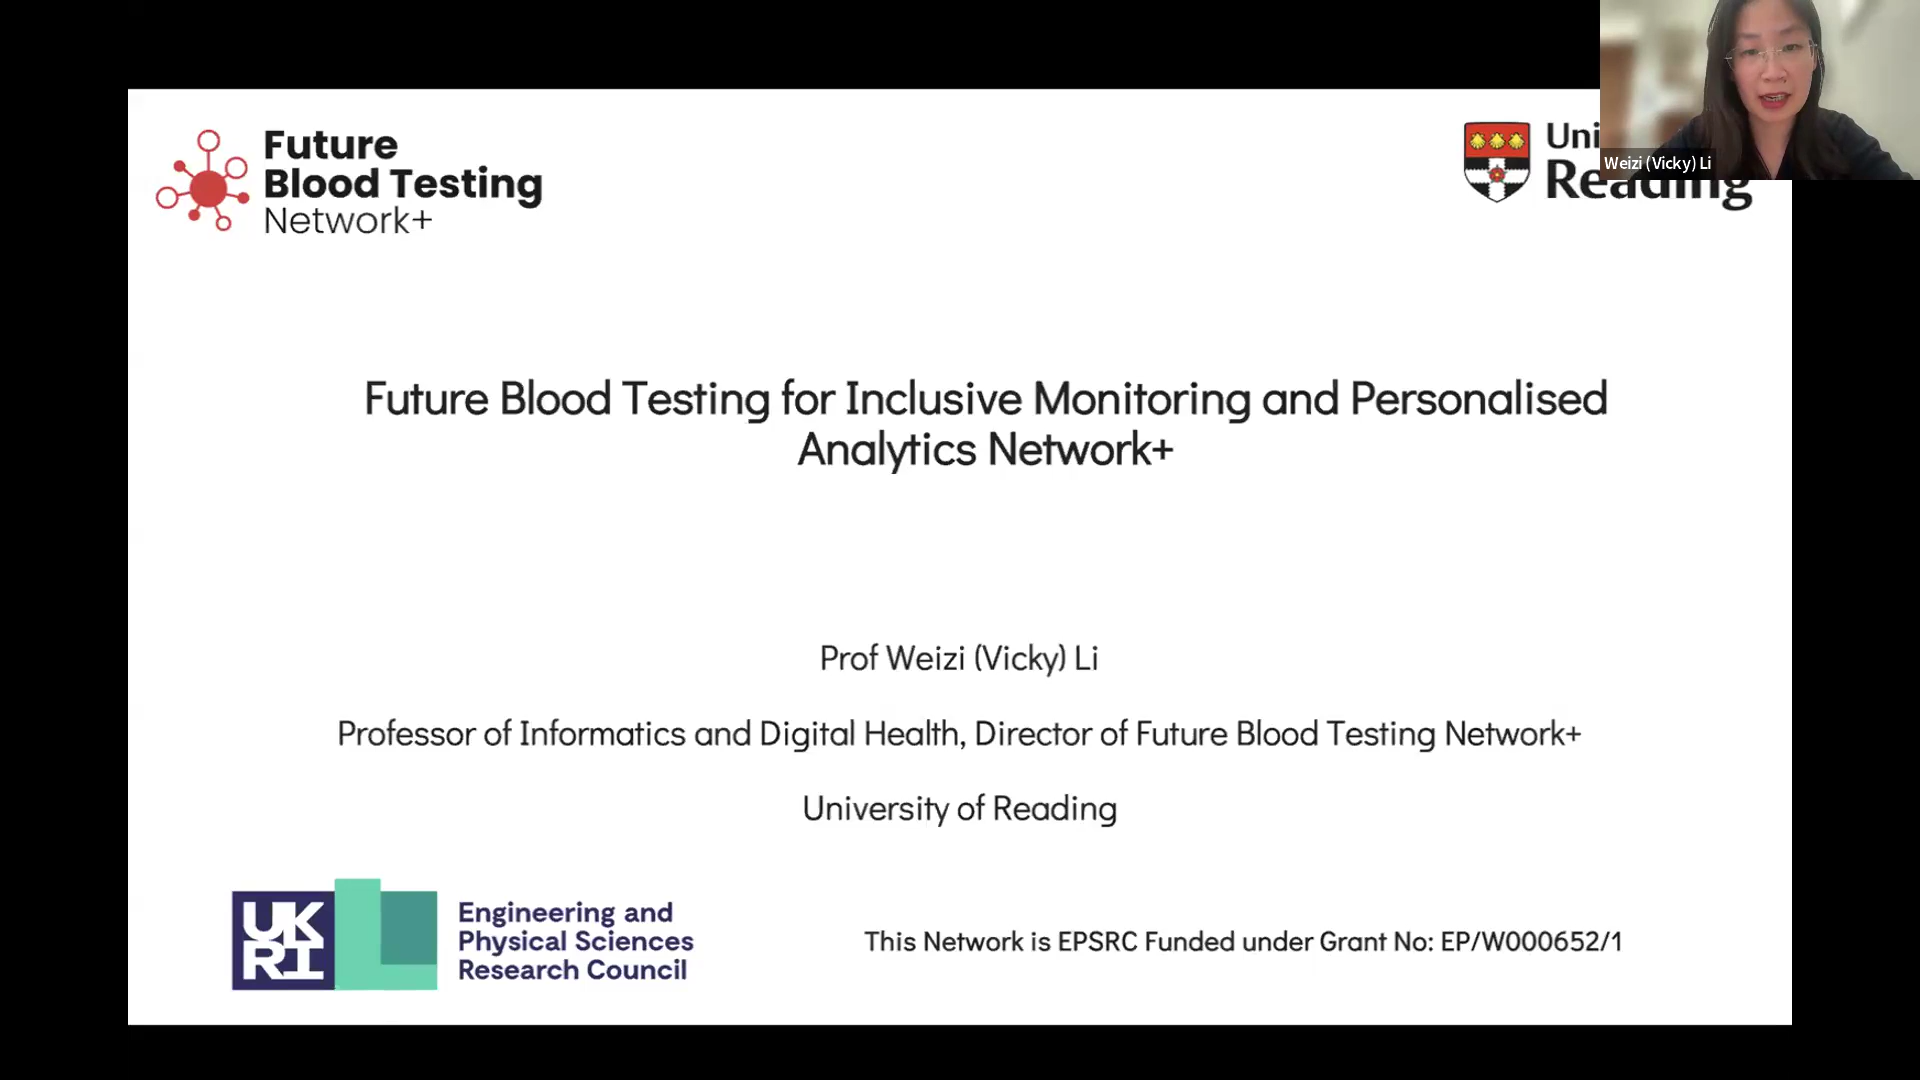 Future
Blood Testing
Network+
Uni
Reading
Weizi (Vicky) Li
Future Blood Testing for Inclusive Monitoring and Personalised
Analytics Network+
Prof Weizi (Vicky) Li
Professor of Informatics and Digital Health, Director of Future Blood Testing Network+
University of Reading
UK
RI
Engineering and
Physical Sciences
Research Council
This Network is EPSRC Funded under Grant No: EP/W000652/1